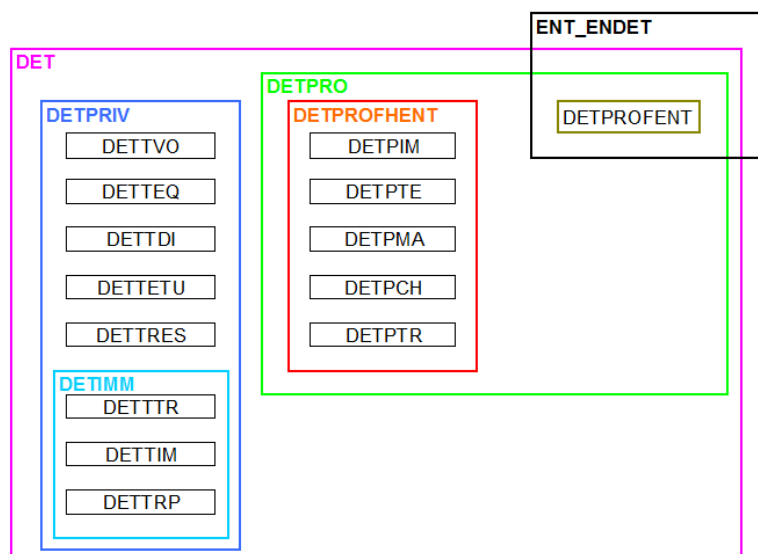 ENT_ENDET
DET
DETPRO
DETPRIV
DETPROFHENT
DETPROFENT
DETTVO
DETPIM
DETTEQ
DETPTE
DETTDI
DETPMA
DETTETU
DETPCH
DETTRES
DETPTR
DETIMM
DETTTR
DETTIM
DETTRP